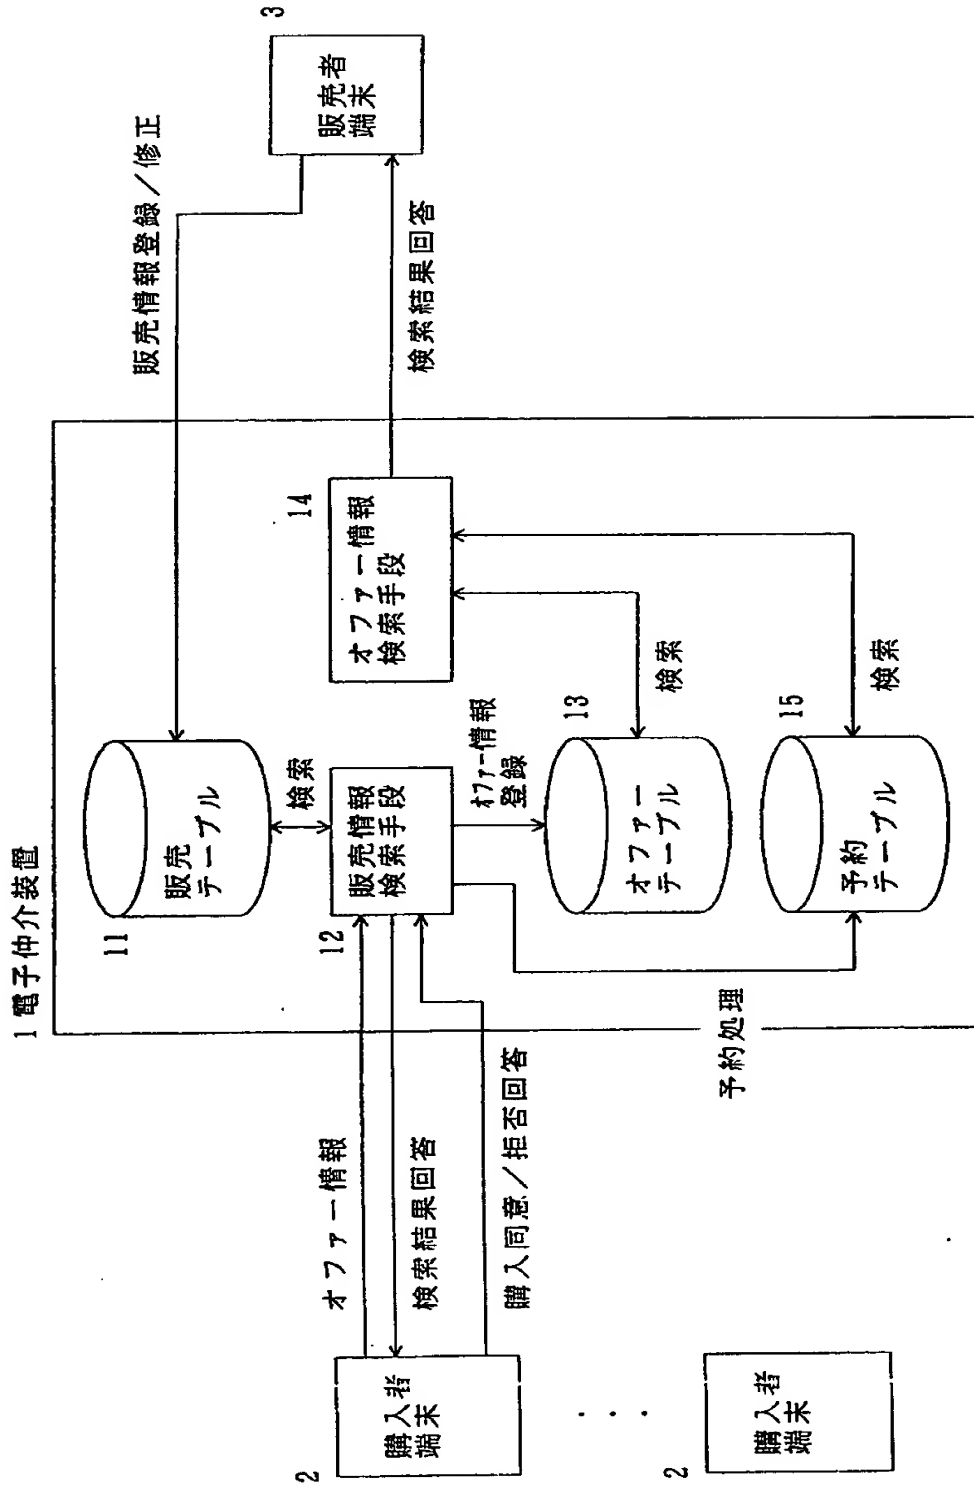 1 電子仲介装置
販売情報登録／修正
3
販売者
端末
11
販売
テーブル
検索
オファー情報
12
販売情報
検索手段
14
オファー情報
検索手段
検索結果回答
検索結果回答
購入同意／拒否回答
オファー情報
登録
2
購入者
端末
13
オファー
テーブル
検索
予約処理
15
予約
テーブル
検索
2
購入者
端末